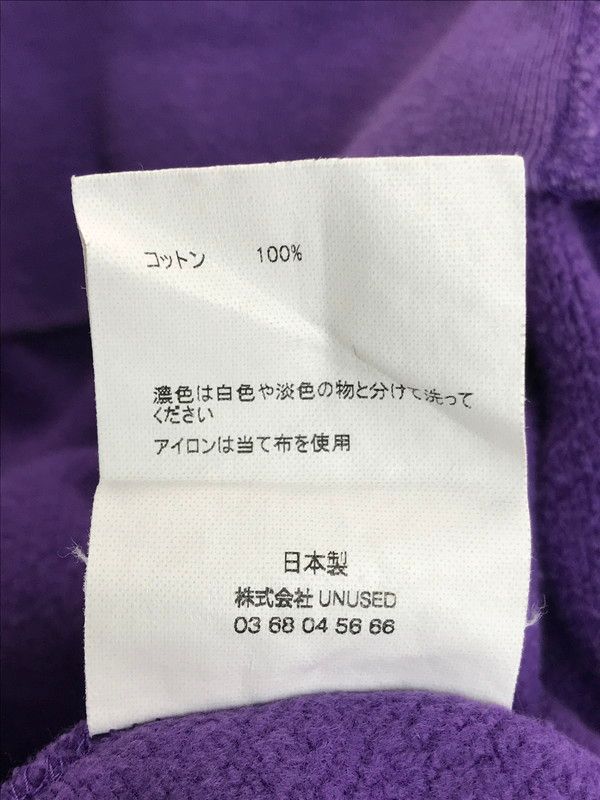 コットン 100%
濃色は白色や淡色の物と分けて洗って
ください
アイロンは当て布を使用
日本製
株式会社 UNUSED
03 68 04 56 66